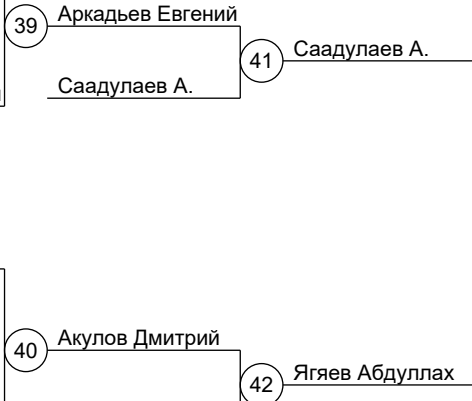 39
Аркадьев Евгений
41
Саадулаев А.
Саадулаев А.
40
Акулов Дмитрий
42
Ягяев Абдуллах